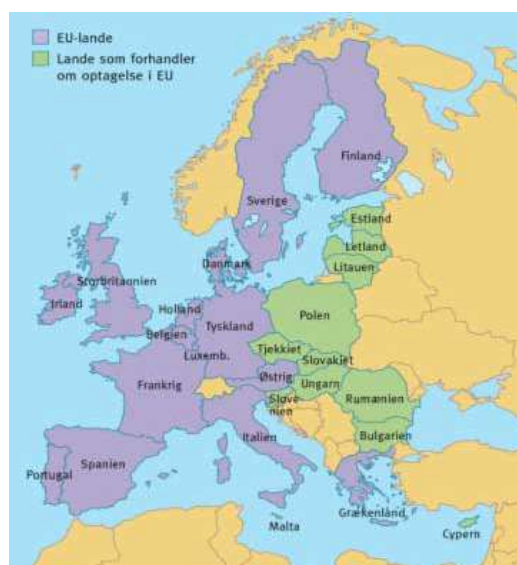 EU-lande
Lande som forhandler
om optagelse i EU
Finland
Sverige
Estland
Letland
Litauen
Danmark
Storbritannien
Irland
Holland
Belgien
Tyskland
Polen
Luxemb.
Tjekkiet
Slovakiet
Frankrig
Østrig
Ungarn
Slove
nien
Rumænien
Bulgarien
Italien
Portugal
Spanien
Grækenland
Malta
Cypern